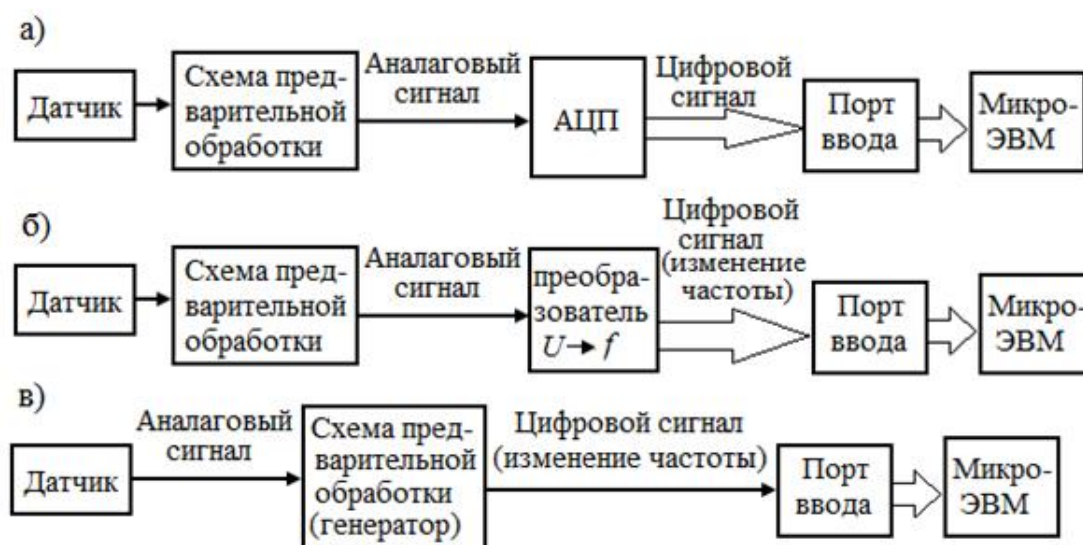 а)
Датчик
Схема пред-
варительной
обработки
Аналаговый
сигнал
АЦП
Цифровой
сигнал
Порт
ввода
Микро-
ЭВМ
б)
Датчик
Схема пред-
варительной
обработки
Аналаговый
сигнал
преобра-
зователь
U→f
Цифровой
сигнал
(изменение
частоты)
Порт
ввода
Микро-
ЭВМ
в)
Датчик
Аналаговый
сигнал
Схема пред-
варительной
обработки
(генератор)
Цифровой сигнал
(изменение частоты)
Порт
ввода
Микро-
ЭВМ